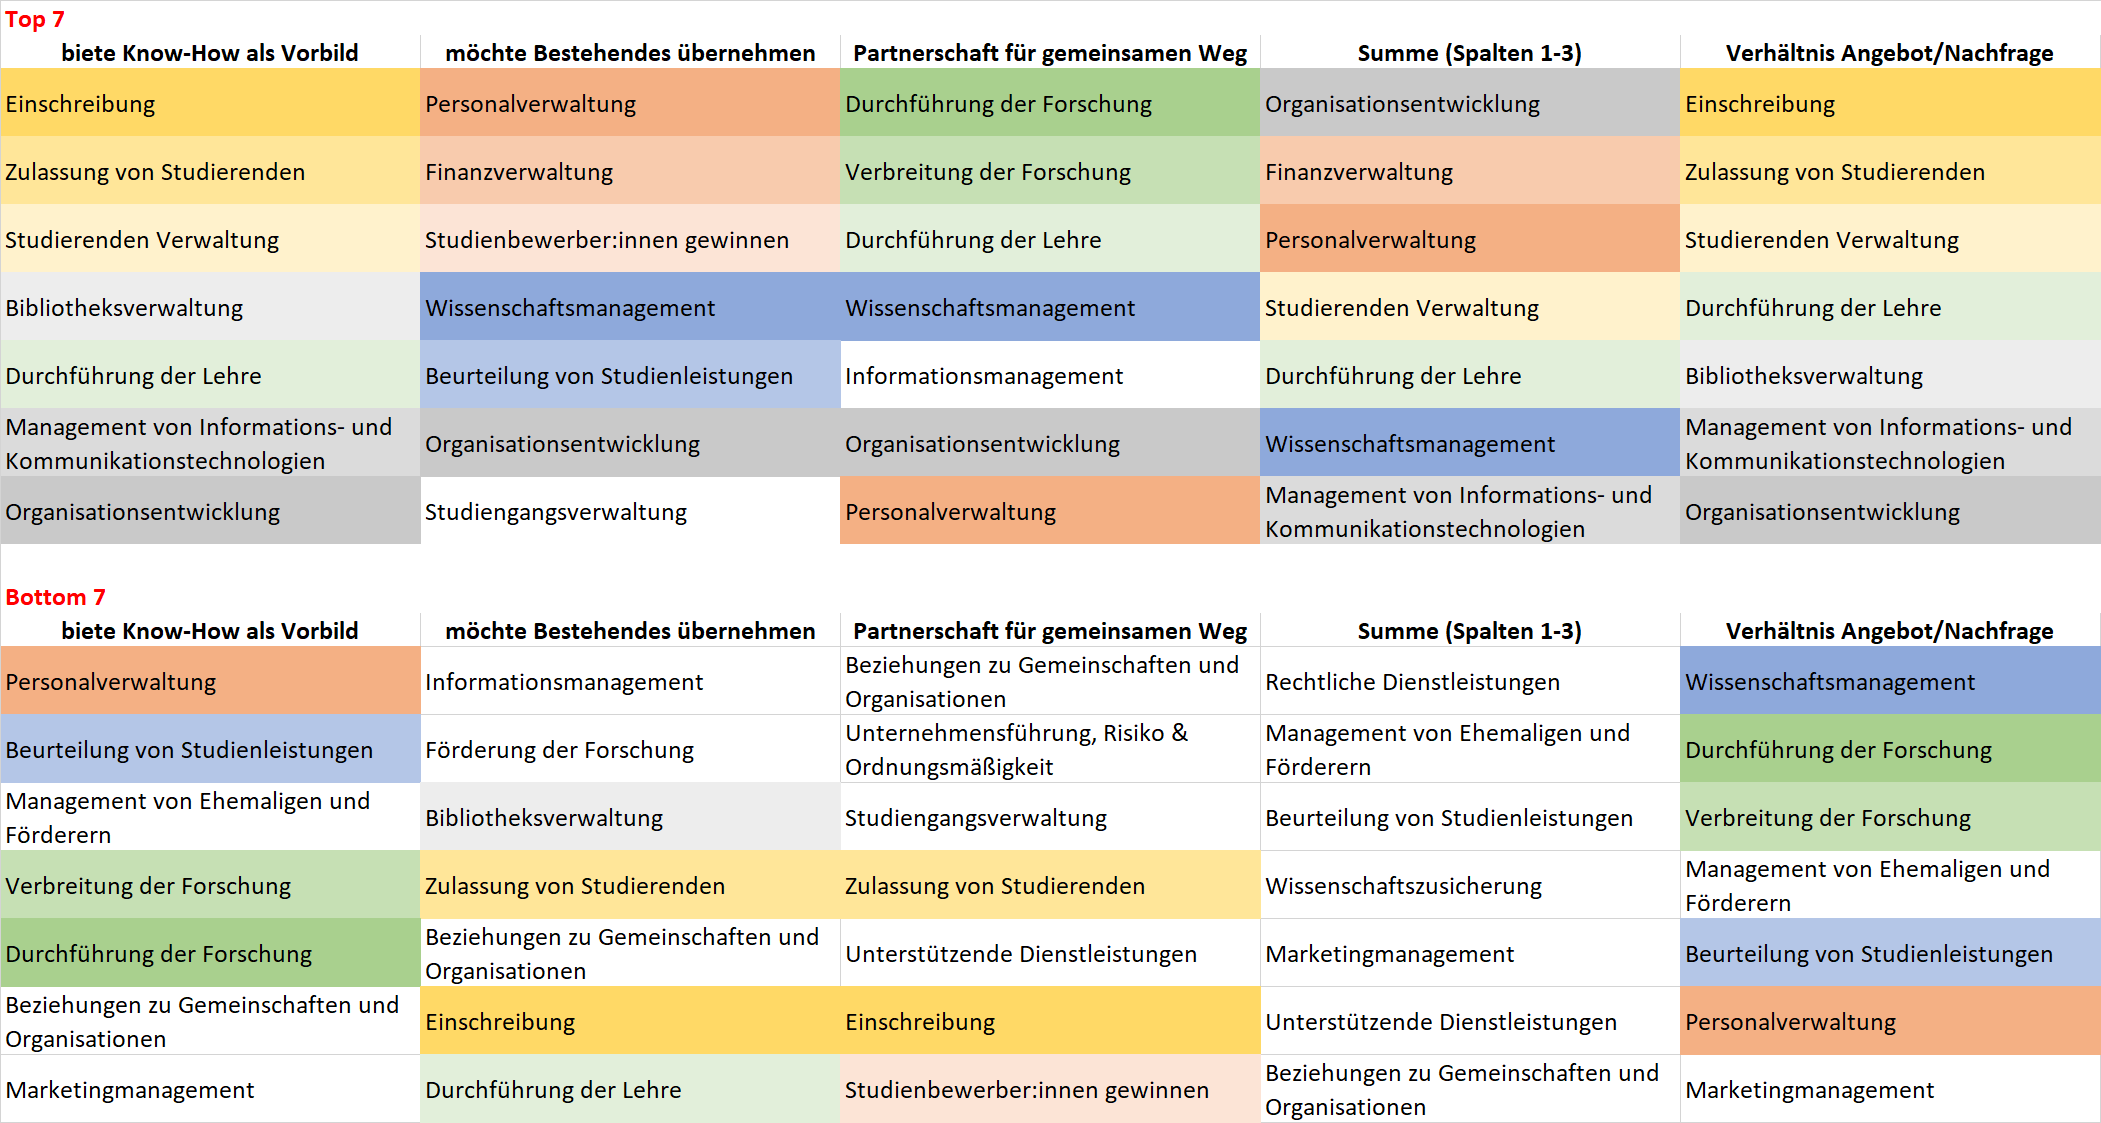 Top 7
biete Know-How als Vorbild	möchte Bestehendes übernehmen	Partnerschaft für gemeinsamen Weg	Summe (Spalten 1-3)	Verhältnis Angebot/Nachfrage
Einschreibung	Personalverwaltung	Durchführung der Forschung	Organisationsentwicklung	Einschreibung
Zulassung von Studierenden	Finanzverwaltung	Verbreitung der Forschung	Finanzverwaltung	Zulassung von Studierenden
Studierenden Verwaltung	Studienbewerber:innen gewinnen	Durchführung der Lehre	Personalverwaltung	Studierenden Verwaltung
Bibliotheksverwaltung	Wissenschaftsmanagement	Wissenschaftsmanagement	Studierenden Verwaltung	Durchführung der Lehre
Durchführung der Lehre	Beurteilung von Studienleistungen	Informationsmanagement	Durchführung der Lehre	Bibliotheksverwaltung
Management von Informations- und
Kommunikationstechnologien	Organisationsentwicklung	Organisationsentwicklung	Wissenschaftsmanagement	Management von Informations- und
Kommunikationstechnologien
Organisationsentwicklung	Studiengangsverwaltung	Personalverwaltung	Management von Informations- und
Kommunikationstechnologien	Organisationsentwicklung
Bottom 7
biete Know-How als Vorbild	möchte Bestehendes übernehmen	Partnerschaft für gemeinsamen Weg	Summe (Spalten 1-3)	Verhältnis Angebot/Nachfrage
Personalverwaltung	Informationsmanagement	Beziehungen zu Gemeinschaften und
Organisationen	Rechtliche Dienstleistungen	Wissenschaftsmanagement
Beurteilung von Studienleistungen	Förderung der Forschung	Unternehmensführung, Risiko &
Ordnungsmäßigkeit	Management von Ehemaligen und
Förderern	Durchführung der Forschung
Management von Ehemaligen und
Förderern	Bibliotheksverwaltung	Studiengangsverwaltung	Beurteilung von Studienleistungen	Verbreitung der Forschung
Verbreitung der Forschung	Zulassung von Studierenden	Zulassung von Studierenden	Wissenschaftszusicherung	Management von Ehemaligen und
Förderern
Durchführung der Forschung	Beziehungen zu Gemeinschaften und
Organisationen	Unterstützende Dienstleistungen	Marketingmanagement	Beurteilung von Studienleistungen
Beziehungen zu Gemeinschaften und
Organisationen	Einschreibung	Einschreibung	Unterstützende Dienstleistungen	Personalverwaltung
Marketingmanagement	Durchführung der Lehre	Studienbewerber:innen gewinnen	Beziehungen zu Gemeinschaften und
Organisationen	Marketingmanagement